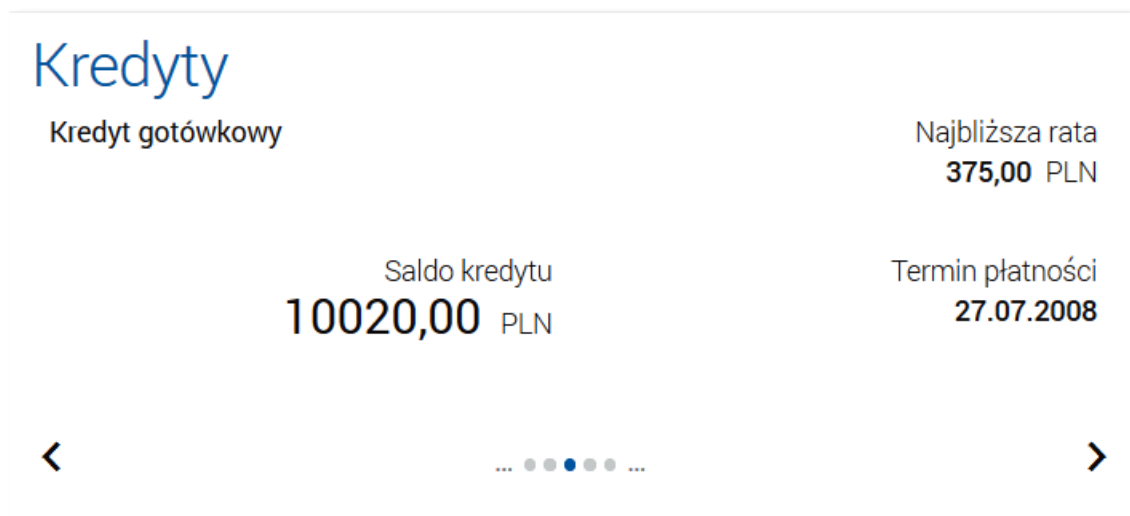 Kredyty
Kredyt gotówkowy
Najbliższa rata
375,00 PLN
Saldo kredytu
10020,00 PLN
Termin płatności
27.07.2008
... ...